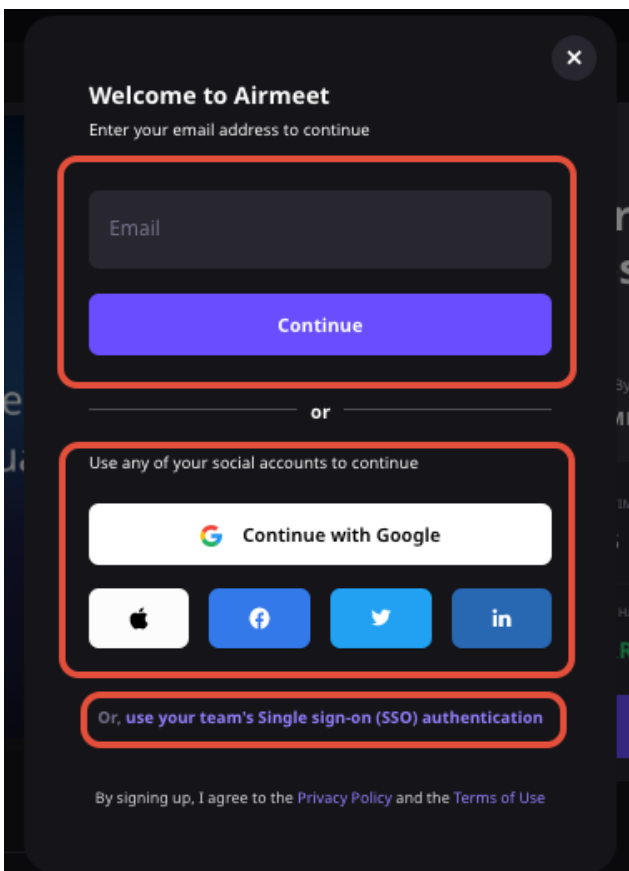 Welcome to Airmeet
Enter your email address to continue
Email
Continue
or
Use any of your social accounts to continue
Continue with Google
in
Or, use your team's Single sign-on (SSO) authentication
By signing up, I agree to the Privacy Policy and the Terms of Use